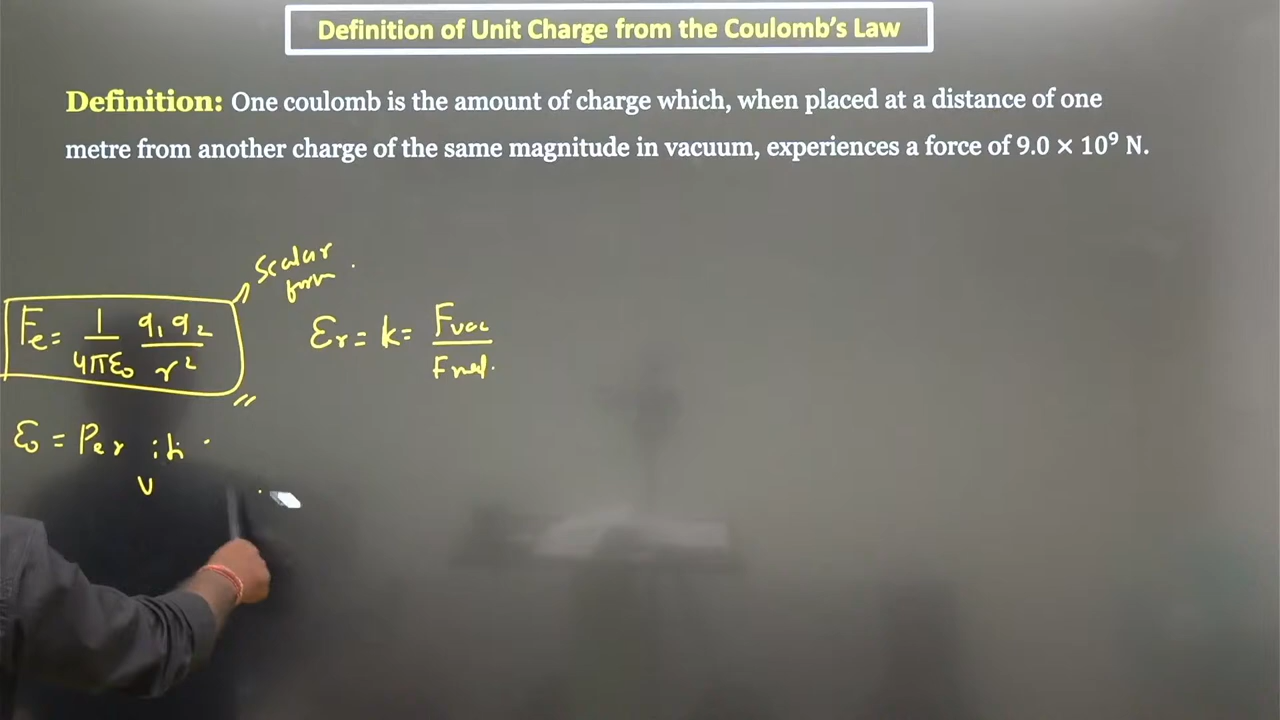 Definition of Unit Charge from the Coulomb's Law
Definition: One coulomb is the amount of charge which, when placed at a distance of one
metre from another charge of the same magnitude in vacuum, experiences a force of 9.0 × 10⁹ N.
Scalar
form
Fe = 1/4πε₀ q₁q₂/r²
εr = k = Fvac/Fmed.
ε₀ = Per